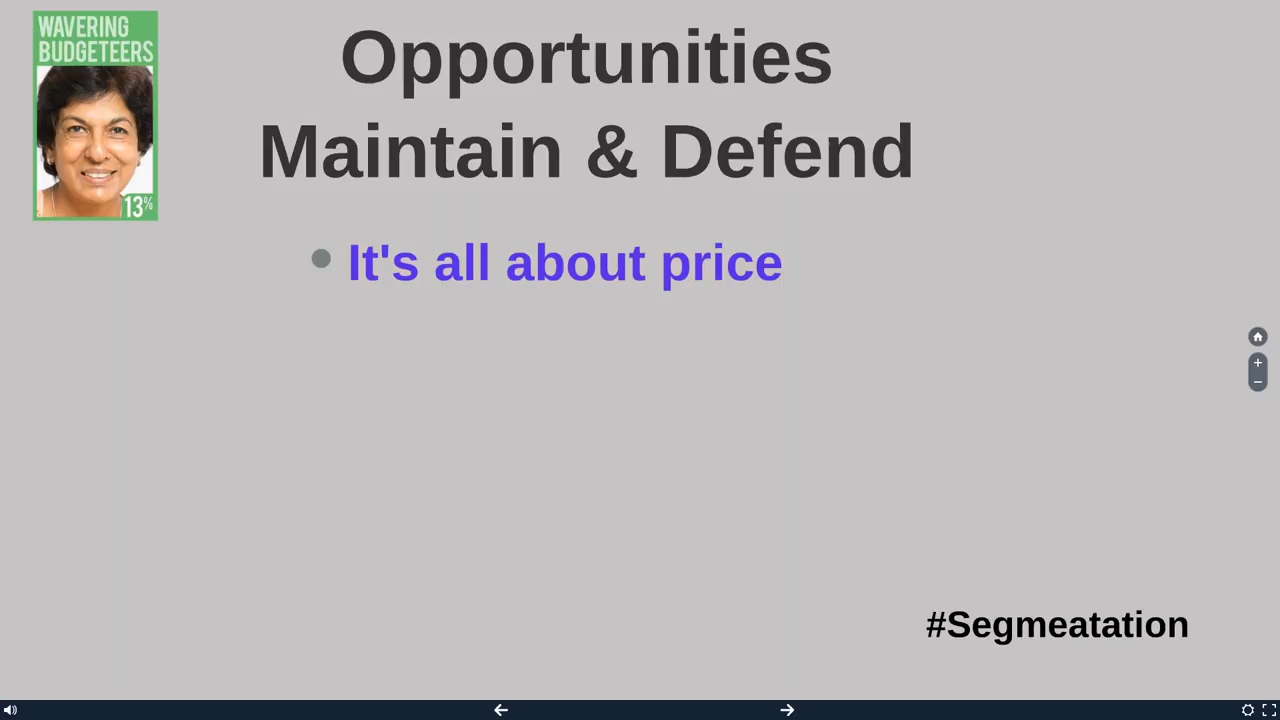 WAVERING
BUDGETEERS
13%
Opportunities
Maintain & Defend
It's all about price
#Segmeatation